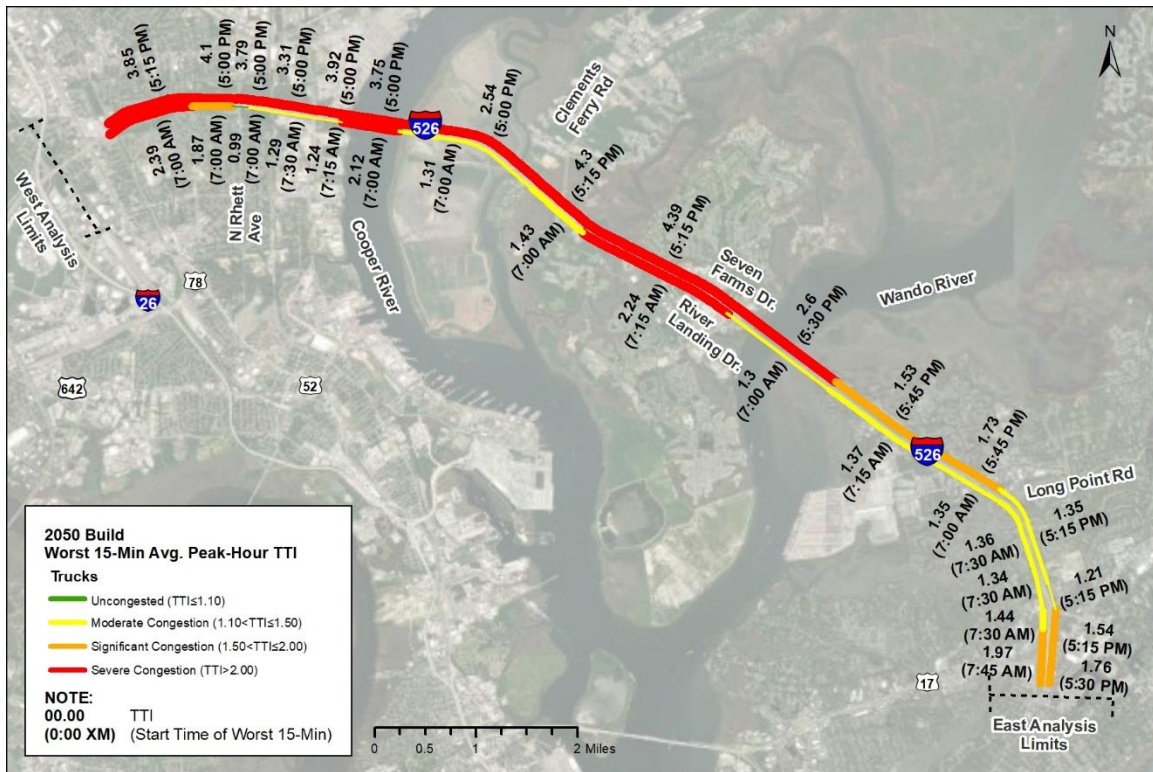 3.85
(5:15 PM)
4.1
(5:00 PM)
3.79
(5:00 PM)
3.31
(5:00 PM)
3.92
(5:00 PM)
3.75
(5:00 PM)
2.54
(5:00 PM)
Clements
Ferry Rd
N
526
2.39
(7:00 AM)
1.87
(7:00 AM)
0.99
(7:00 AM)
1.29
(7:30 AM)
1.24
(7:15 AM)
2.12
(7:00 AM)
1.31
(7:00 AM)
4.3
(5:15 PM)
West Analysis
Limits
N Rhett
Ave
Cooper River
1.43
(7:00 AM)
4.39
(5:15 PM)
Seven
Farms Dr.
Wando River
78
26
2.24
(7:15 AM)
River
Landing Dr.
2.6
(5:30 PM)
642
52
1.3
(7:00 AM)
1.53
(5:45 PM)
1.37
(7:15 AM)
526
1.73
(5:45 PM)
Long Point Rd
1.35
(7:00 AM)
1.35
(5:15 PM)
1.36
(7:30 AM)
1.34
(7:30 AM)
1.21
(5:15 PM)
1.44
(7:30 AM)
1.54
(5:15 PM)
1.97
(7:45 AM)
1.76
(5:30 PM)
17
East Analysis
Limits
2050 Build
Worst 15-Min Avg. Peak-Hour TTI
Trucks
Uncongested (TTI≤1.10)
Moderate Congestion (1.10<TTI≤1.50)
Significant Congestion (1.50<TTI≤2.00)
Severe Congestion (TTI>2.00)
NOTE:
00.00 TTI
(0:00 XM) (Start Time of Worst 15-Min)
0 0.5 1 2 Miles